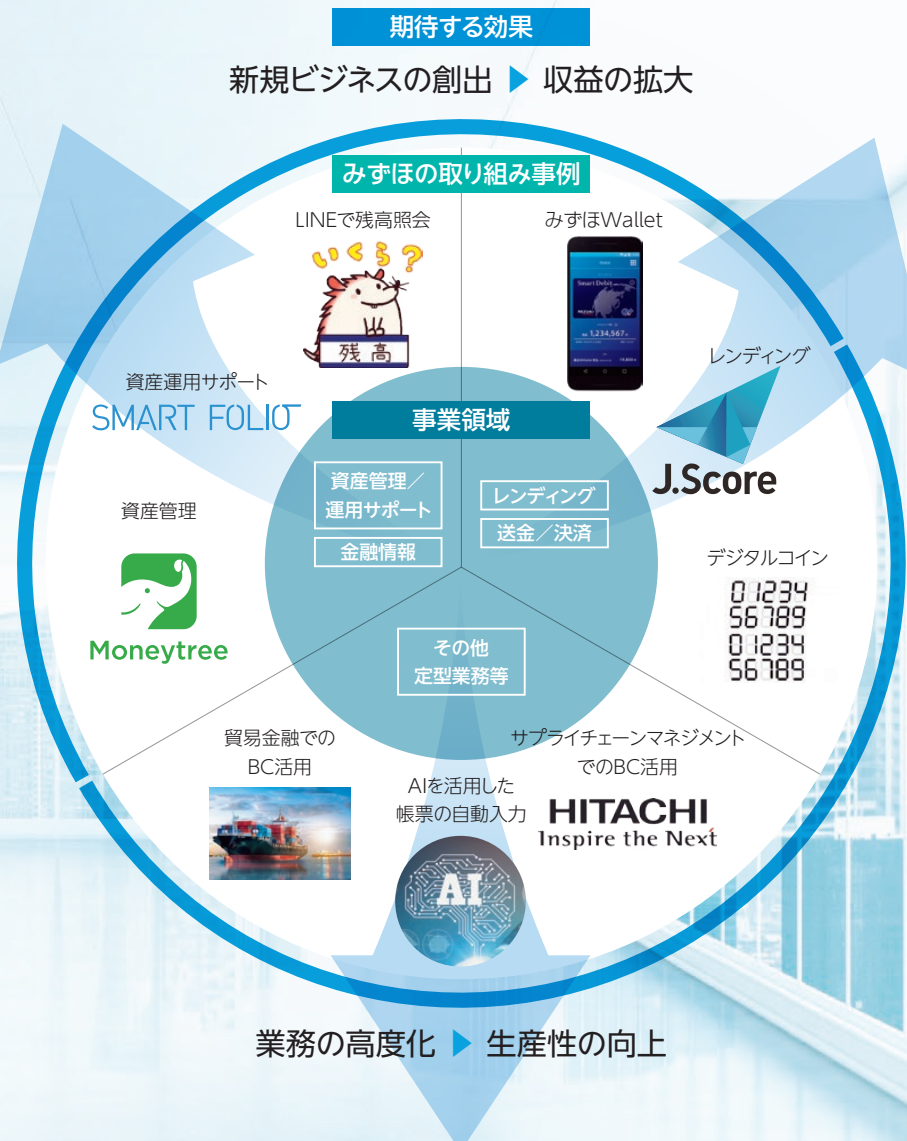 期待する効果
新規ビジネスの創出 ▶ 収益の拡大
みずほの取り組み事例
LINEで残高照会
いくら?
残高
みずほWallet
Smart Debit
MIZUHO
1,234,567
資産運用サポート
SMART FOLIO
レンディング
J.Score
事業領域
資産管理/
運用サポート
金融情報
レンディング
送金/決済
その他
定型業務等
資産管理
Moneytree
デジタルコイン
01234
56789
01234
56789
貿易金融での
BC活用
AIを活用した
帳票の自動入力
AI
サプライチェーンマネジメント
でのBC活用
HITACHI
Inspire the Next
業務の高度化 ▶ 生産性の向上